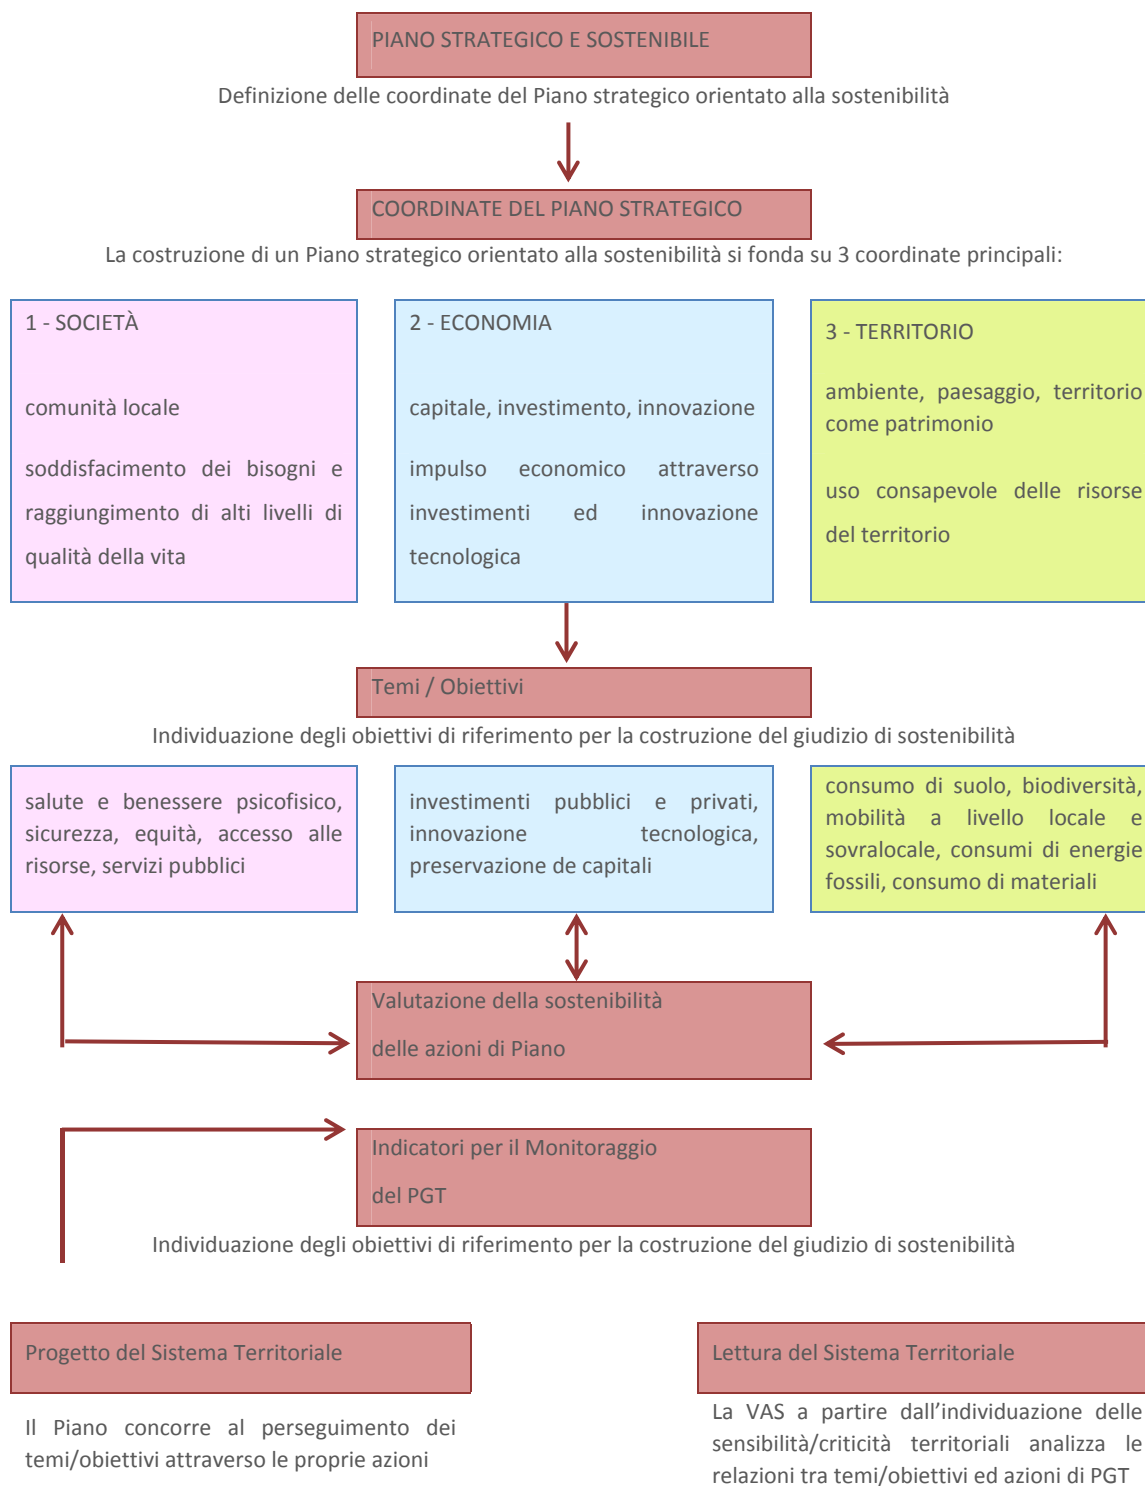 PIANO STRATEGICO E SOSTENIBILE
Definizione delle coordinate del Piano strategico orientato alla sostenibilità
COORDINATE DEL PIANO STRATEGICO
La costruzione di un Piano strategico orientato alla sostenibilità si fonda su 3 coordinate principali:
1 - SOCIETÀ
comunità locale
soddisfacimento dei bisogni e
raggiungimento di alti livelli di
qualità della vita
2 - ECONOMIA
capitale, investimento, innovazione
impulso economico attraverso
investimenti ed innovazione
tecnologica
3 - TERRITORIO
ambiente, paesaggio, territorio
come patrimonio
uso consapevole delle risorse
del territorio
Temi / Obiettivi
Individuazione degli obiettivi di riferimento per la costruzione del giudizio di sostenibilità
salute e benessere psicofisico,
sicurezza, equità, accesso alle
risorse, servizi pubblici
investimenti pubblici e privati,
innovazione tecnologica,
preservazione de capitali
consumo di suolo, biodiversità,
mobilità a livello locale e
sovralocale, consumi di energie
fossili, consumo di materiali
Valutazione della sostenibilità
delle azioni di Piano
Indicatori per il Monitoraggio
del PGT
Individuazione degli obiettivi di riferimento per la costruzione del giudizio di sostenibilità
Progetto del Sistema Territoriale
Il Piano concorre al perseguimento dei
temi/obiettivi attraverso le proprie azioni
Lettura del Sistema Territoriale
La VAS a partire dall’individuazione delle
sensibilità/criticità territoriali analizza le
relazioni tra temi/obiettivi ed azioni di PGT